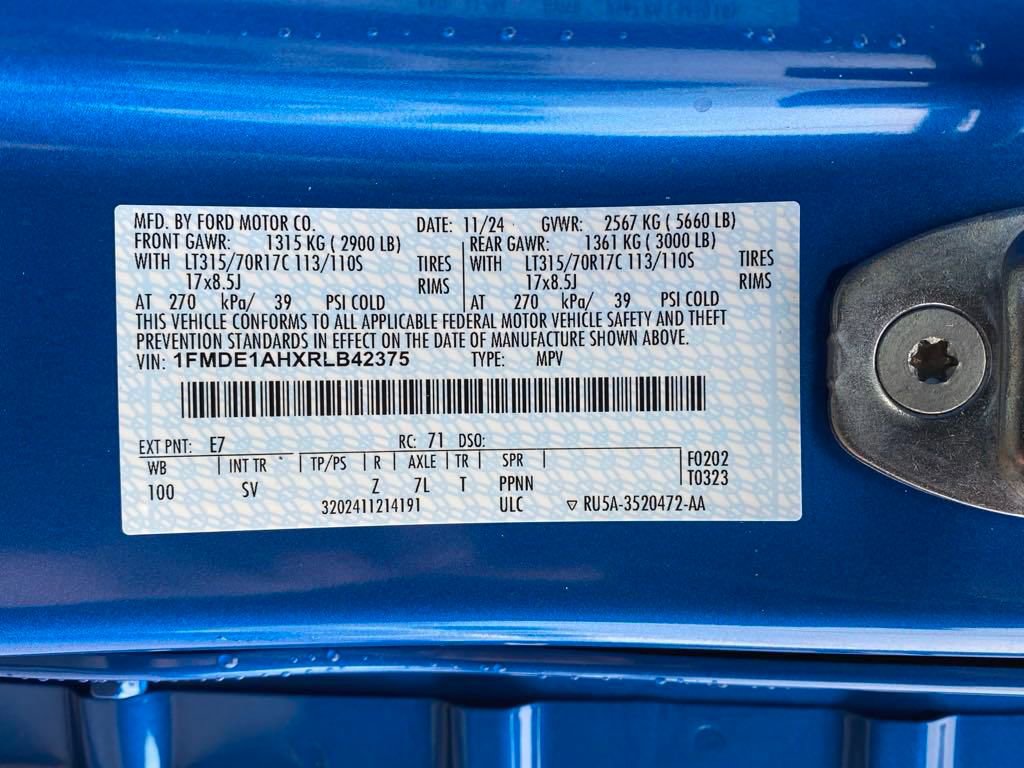 MFD. BY FORD MOTOR CO. DATE: 11/24 GVWR: 2567 KG ( 5660 LB)
FRONT GAWR: 1315 KG ( 2900 LB) REAR GAWR: 1361 KG ( 3000 LB)
WITH LT315/70R17C 113/110S TIRES WITH LT315/70R17C 113/110S TIRES
17x8.5J RIMS 17x8.5J RIMS
AT 270 kPa/ 39 PSI COLD AT 270 kPa/ 39 PSI COLD
THIS VEHICLE CONFORMS TO ALL APPLICABLE FEDERAL MOTOR VEHICLE SAFETY AND THEFT
PREVENTION STANDARDS IN EFFECT ON THE DATE OF MANUFACTURE SHOWN ABOVE.
VIN: 1FMDE1AHXRLB42375 TYPE: MPV
EXT PNT: E7 RC: 71 DSO:
WB INT TR TP/PS R AXLE TR SPR F0202
100 SV Z 7L T PPNN T0323
3202411214191 ULC ▽ RU5A-3520472-AA